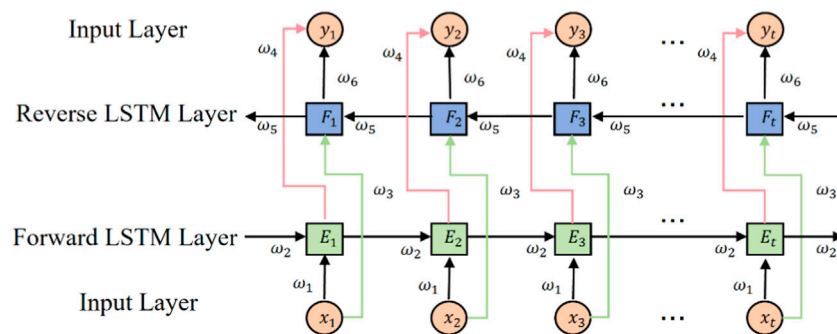 Input Layer y₁ y₂ y₃ ... yₜ
ω₄ ω₄ ω₄ ω₄
ω₆ ω₆ ω₆ ω₆
Reverse LSTM Layer F₁ F₂ F₃ ... Fₜ
ω₅ ω₅ ω₅ ω₅ ω₅
ω₃ ω₃ ω₃ ω₃
Forward LSTM Layer E₁ E₂ E₃ ... Eₜ
ω₂ ω₂ ω₂ ω₂ ω₂
ω₁ ω₁ ω₁ ω₁
Input Layer x₁ x₂ x₃ ... xₜ